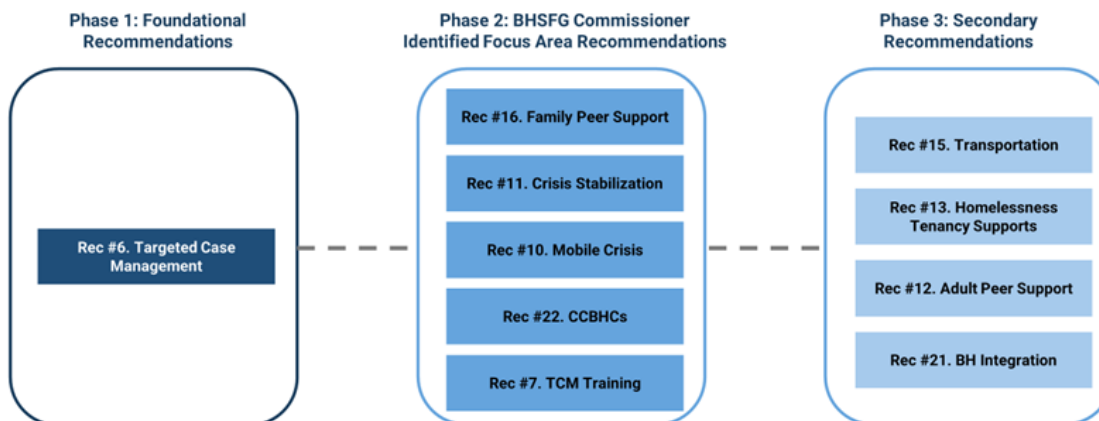 Phase 1: Foundational
Recommendations
Rec #6. Targeted Case
Management
Phase 2: BHSFG Commissioner
Identified Focus Area Recommendations
Rec #16. Family Peer Support
Rec #11. Crisis Stabilization
Rec #10. Mobile Crisis
Rec #22. CCBHCs
Rec #7. TCM Training
Phase 3: Secondary
Recommendations
Rec #15. Transportation
Rec #13. Homelessness
Tenancy Supports
Rec #12. Adult Peer Support
Rec #21. BH Integration